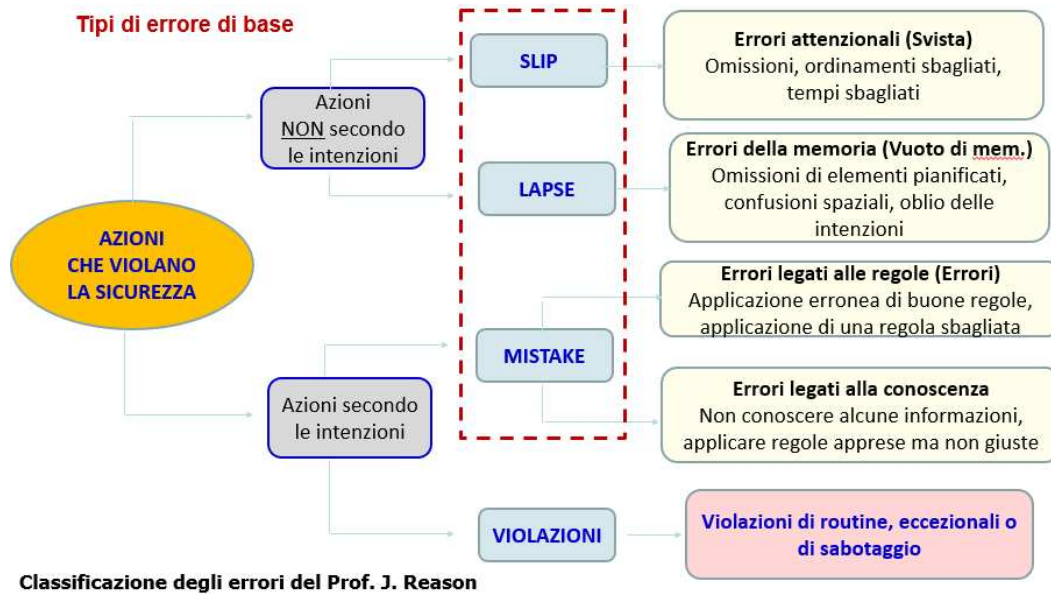 Tipi di errore di base
SLIP
Errori attenzionali (Svista)
Omissioni, ordinamenti sbagliati,
tempi sbagliati
Azioni
NON secondo
le intenzioni
LAPSE
Errori della memoria (Vuoto di mem.)
Omissioni di elementi pianificati,
confusioni spaziali, oblio delle
intenzioni
AZIONI
CHE VIOLANO
LA SICUREZZA
Errori legati alle regole (Errori)
Applicazione erronea di buone regole,
applicazione di una regola sbagliata
MISTAKE
Azioni secondo
le intenzioni
Errori legati alla conoscenza
Non conoscere alcune informazioni,
applicare regole apprese ma non giuste
VIOLAZIONI
Violazioni di routine, eccezionali o
di sabotaggio
Classificazione degli errori del Prof. J. Reason